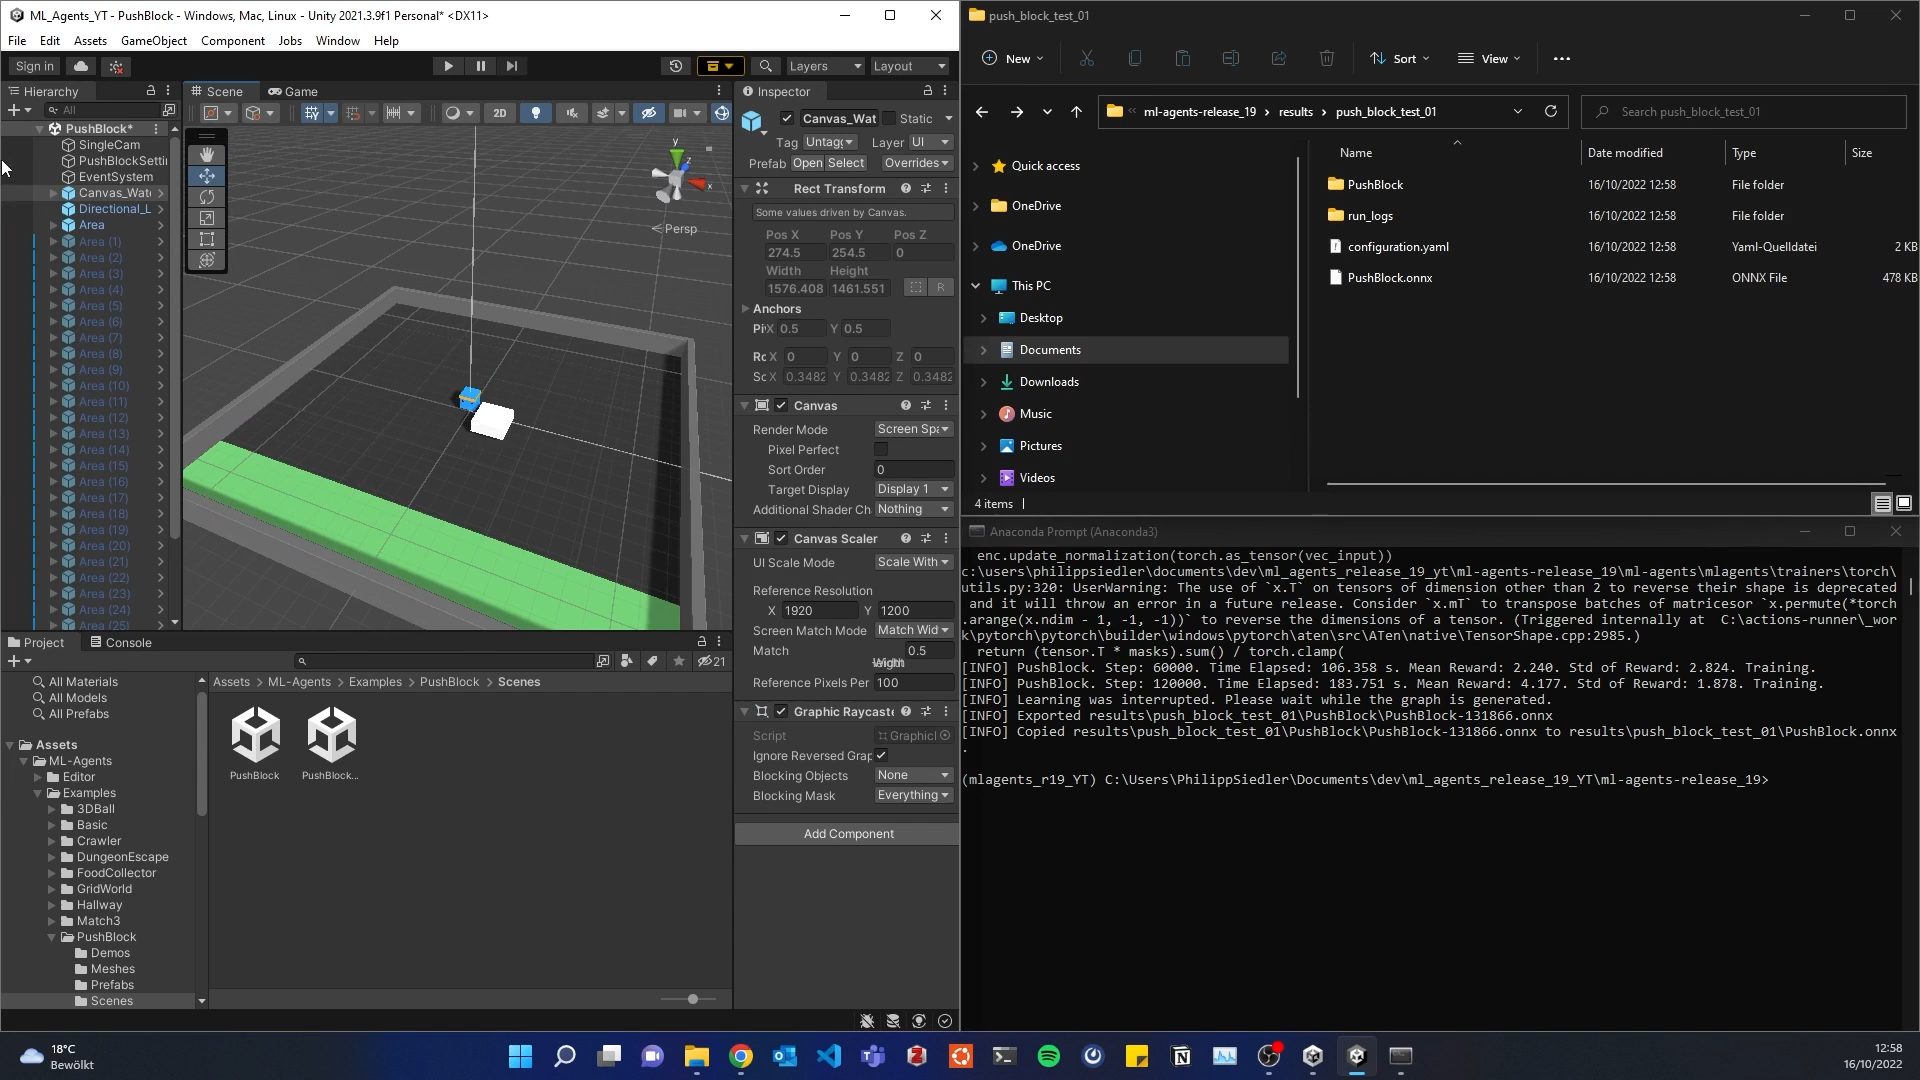 ML_Agents_YT - PushBlock - Windows, Mac, Linux - Unity 2021.3.9f1 Personal* <DX11>
File Edit Assets GameObject Component Jobs Window Help
Sign in
Layers
Layout
Hierarchy
All
PushBlock*
SingleCam
PushBlockSettin
EventSystem
Canvas_Wat
Directional_L
Area
Area (1)
Area (2)
Area (3)
Area (4)
Area (5)
Area (6)
Area (7)
Area (8)
Area (9)
Area (10)
Area (11)
Area (12)
Area (13)
Area (14)
Area (15)
Area (16)
Area (17)
Area (18)
Area (19)
Area (20)
Area (21)
Area (22)
Area (23)
Area (24)
Area (25)
Scene
Game
2D
y
z
x
Persp
Inspector
Canvas_Wat
Static
Tag Untagg
Layer UI
Prefab Open Select Overrides
Rect Transform
Some values driven by Canvas.
Pos X Pos Y Pos Z
274.5 254.5 0
Width Height
1576.408 1461.551 R
Anchors
X 0.5 Y 0.5
X 0 Y 0 Z 0
Sc X 0.3482 Y 0.3482 Z 0.3482
Canvas
Render Mode Screen Spa
Pixel Perfect
Sort Order 0
Target Display Display 1
Additional Shader Ch Nothing
Canvas Scaler
UI Scale Mode Scale With
Reference Resolution
X 1920 Y 1200
Screen Match Mode Match Wid
Match 0.5
Reference Pixels Per 100
Graphic Raycaste
Script GraphicI
Ignore Reversed Grap
Blocking Objects None
Blocking Mask Everything
Add Component
Project
Console
21
All Materials
All Models
All Prefabs
Assets
ML-Agents
Editor
Examples
3DBall
Basic
Crawler
DungeonEscape
FoodCollector
GridWorld
Hallway
Match3
PushBlock
Demos
Meshes
Prefabs
Scenes
Assets > ML-Agents > Examples > PushBlock > Scenes
PushBlock
PushBlock...
push_block_test_01
New
Sort
View
ml-agents-release_19 > results > push_block_test_01
Search push_block_test_01
Quick access
OneDrive
OneDrive
This PC
Desktop
Documents
Downloads
Music
Pictures
Videos
Name Date modified Type Size
PushBlock 16/10/2022 12:58 File folder
run_logs 16/10/2022 12:58 File folder
configuration.yaml 16/10/2022 12:58 Yaml-Quelldatei 2 KB
PushBlock.onnx 16/10/2022 12:58 ONNX File 478 KB
4 items
Anaconda Prompt (Anaconda3)
enc.update_normalization(torch.as_tensor(vec_input))
c:\users\philippsiedler\documents\dev\ml_agents_release_19_yt\ml-agents-release_19\ml-agents\mlagents\trainers\torch\
utils.py:320: UserWarning: The use of `x.T` on tensors of dimension other than 2 to reverse their shape is deprecated
and it will throw an error in a future release. Consider `x.mT` to transpose batches of matricesor `x.permute(*torch
.arange(x.ndim - 1, -1, -1))` to reverse the dimensions of a tensor. (Triggered internally at C:\actions-runner\_wor
k\pytorch\pytorch\builder\windows\pytorch\aten\src\ATen\native\TensorShape.cpp:2985.)
return (tensor.T * masks).sum() / torch.clamp(
[INFO] PushBlock. Step: 60000. Time Elapsed: 106.358 s. Mean Reward: 2.240. Std of Reward: 2.824. Training.
[INFO] PushBlock. Step: 120000. Time Elapsed: 183.751 s. Mean Reward: 4.177. Std of Reward: 1.878. Training.
[INFO] Learning was interrupted. Please wait while the graph is generated.
[INFO] Exported results\push_block_test_01\PushBlock\PushBlock-131866.onnx
[INFO] Copied results\push_block_test_01\PushBlock\PushBlock-131866.onnx to results\push_block_test_01\PushBlock.onnx
.
(mlagents_r19_YT) C:\Users\PhilippSiedler\Documents\dev\ml_agents_release_19_YT\ml-agents-release_19>
18°C
Bewölkt
12:58
16/10/2022